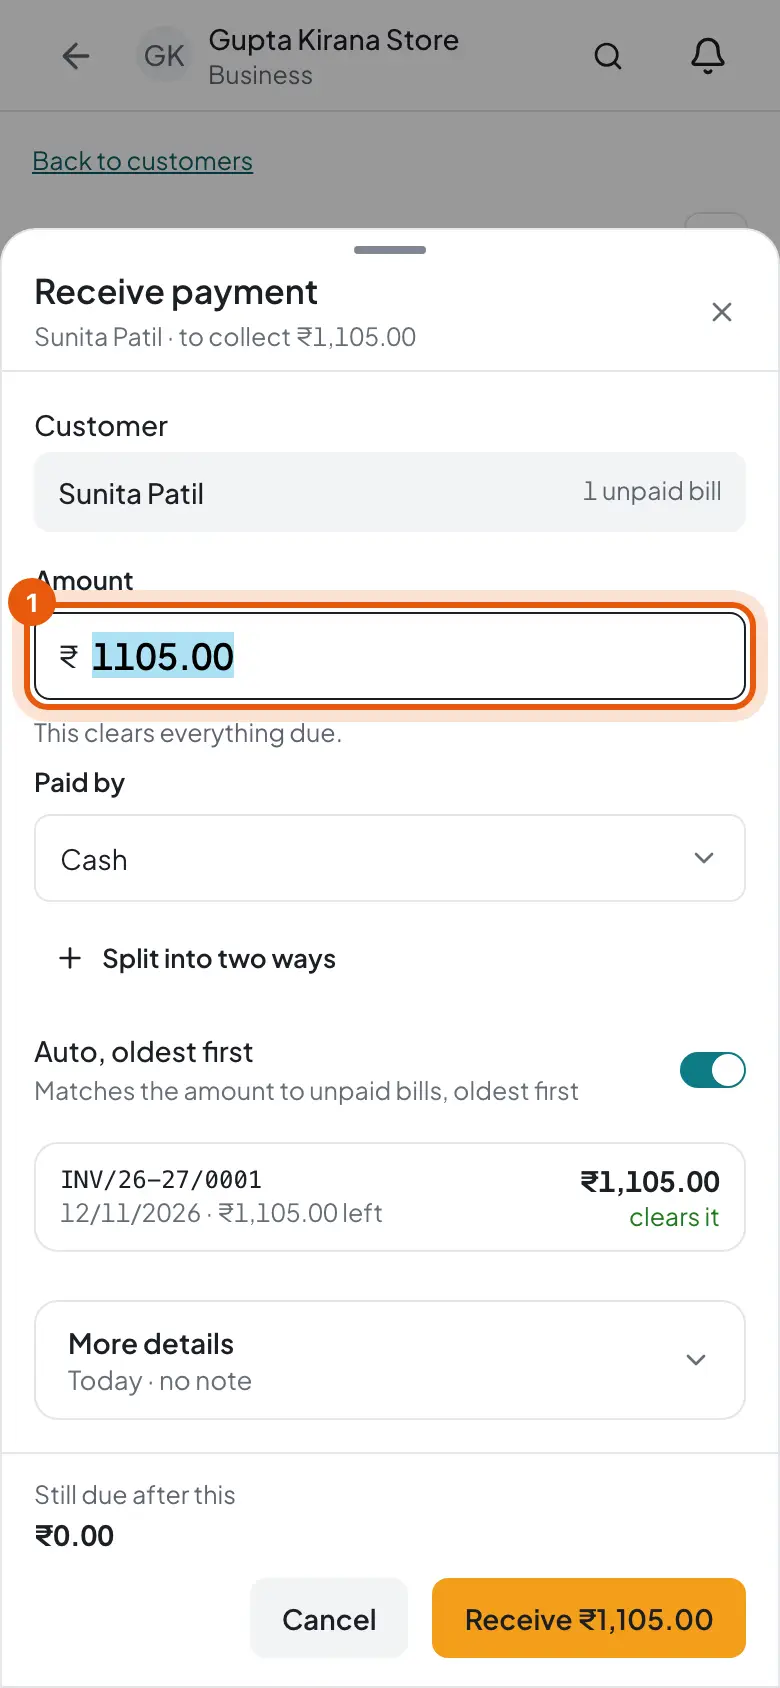 GK
Gupta Kirana Store
Business
Back to customers
Receive payment
Sunita Patil · to collect ₹1,105.00
Customer
Sunita Patil
1 unpaid bill
Amount
1
₹ 1105.00
This clears everything due.
Paid by
Cash
+ Split into two ways
Auto, oldest first
Matches the amount to unpaid bills, oldest first
INV/26-27/0001
₹1,105.00
12/11/2026 · ₹1,105.00 left
clears it
More details
Today · no note
Still due after this
₹0.00
Cancel
Receive ₹1,105.00